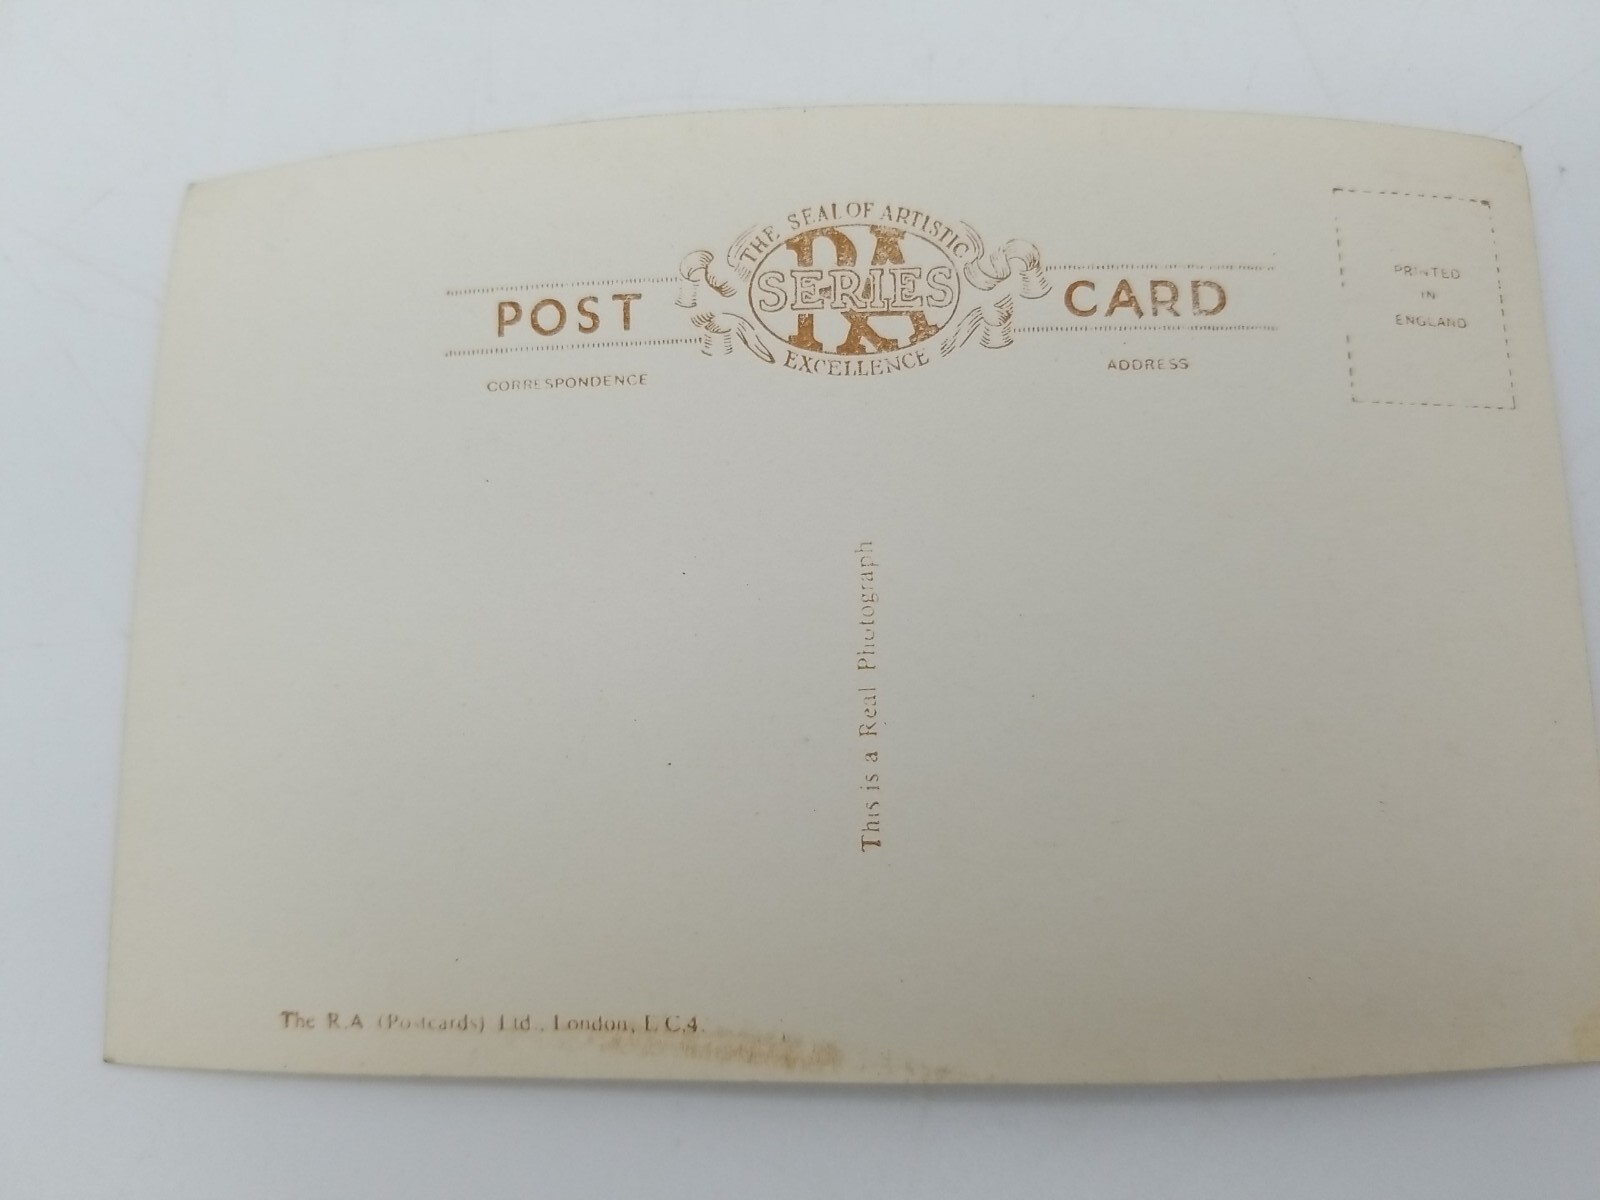 THE SEAL OF ARTISTIC
RA
SERIES
EXCELLENCE
POST CARD
CORRESPONDENCE
ADDRESS
PRINTED
IN
ENGLAND
This is a Real Photograph
The R.A (Postcards) Ltd., London, E.C.4.